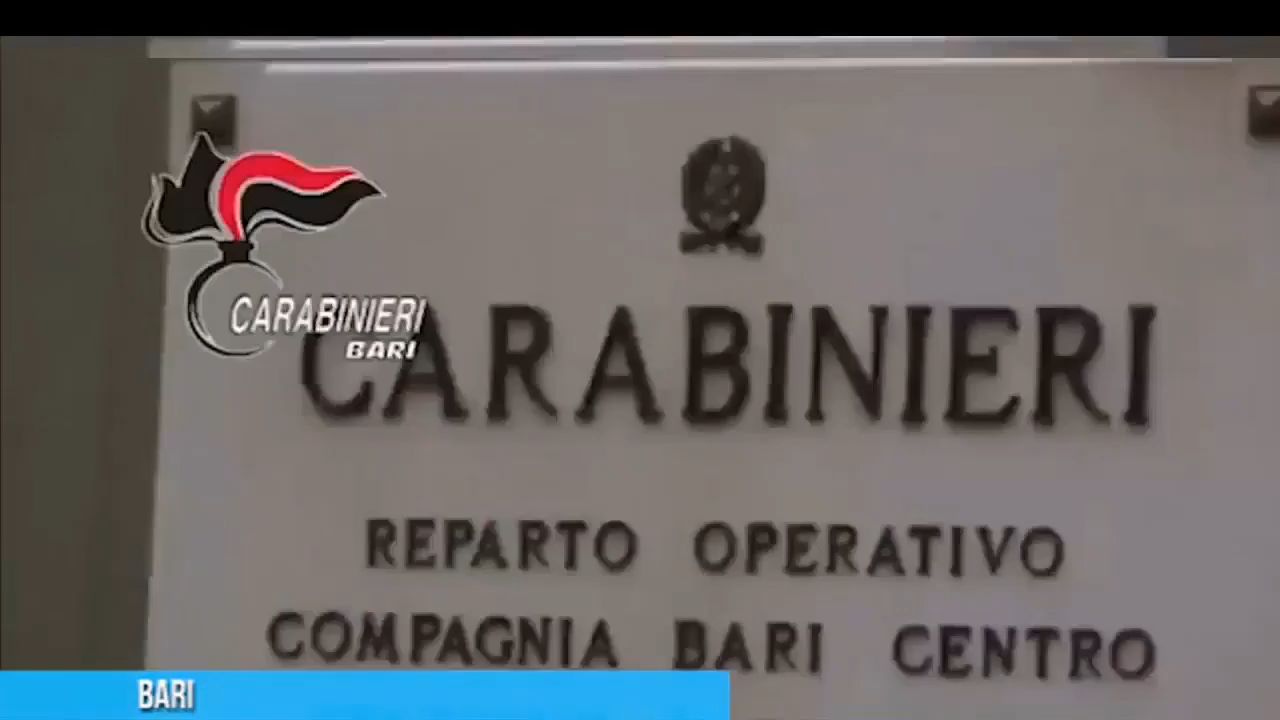 CARABINIERI
BARI
CARABINIERI
REPARTO OPERATIVO
COMPAGNIA BARI CENTRO
BARI